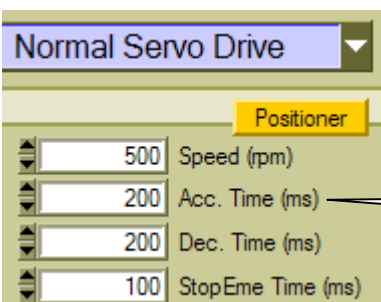 Normal Servo Drive
Positioner
500 Speed (rpm)
200 Acc. Time (ms)
200 Dec. Time (ms)
100 StopEme Time (ms)